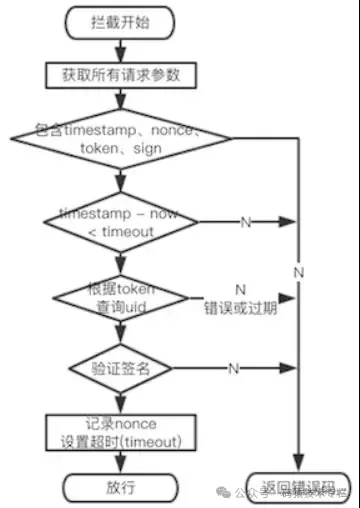 拦截开始
获取所有请求参数
包含timestamp、nonce、
token、sign
timestamp - now
< timeout
N
根据token
查询uid
N
错误或过期
N
验证签名
N
记录nonce
设置超时(timeout)
放行
返回错误码
公众号